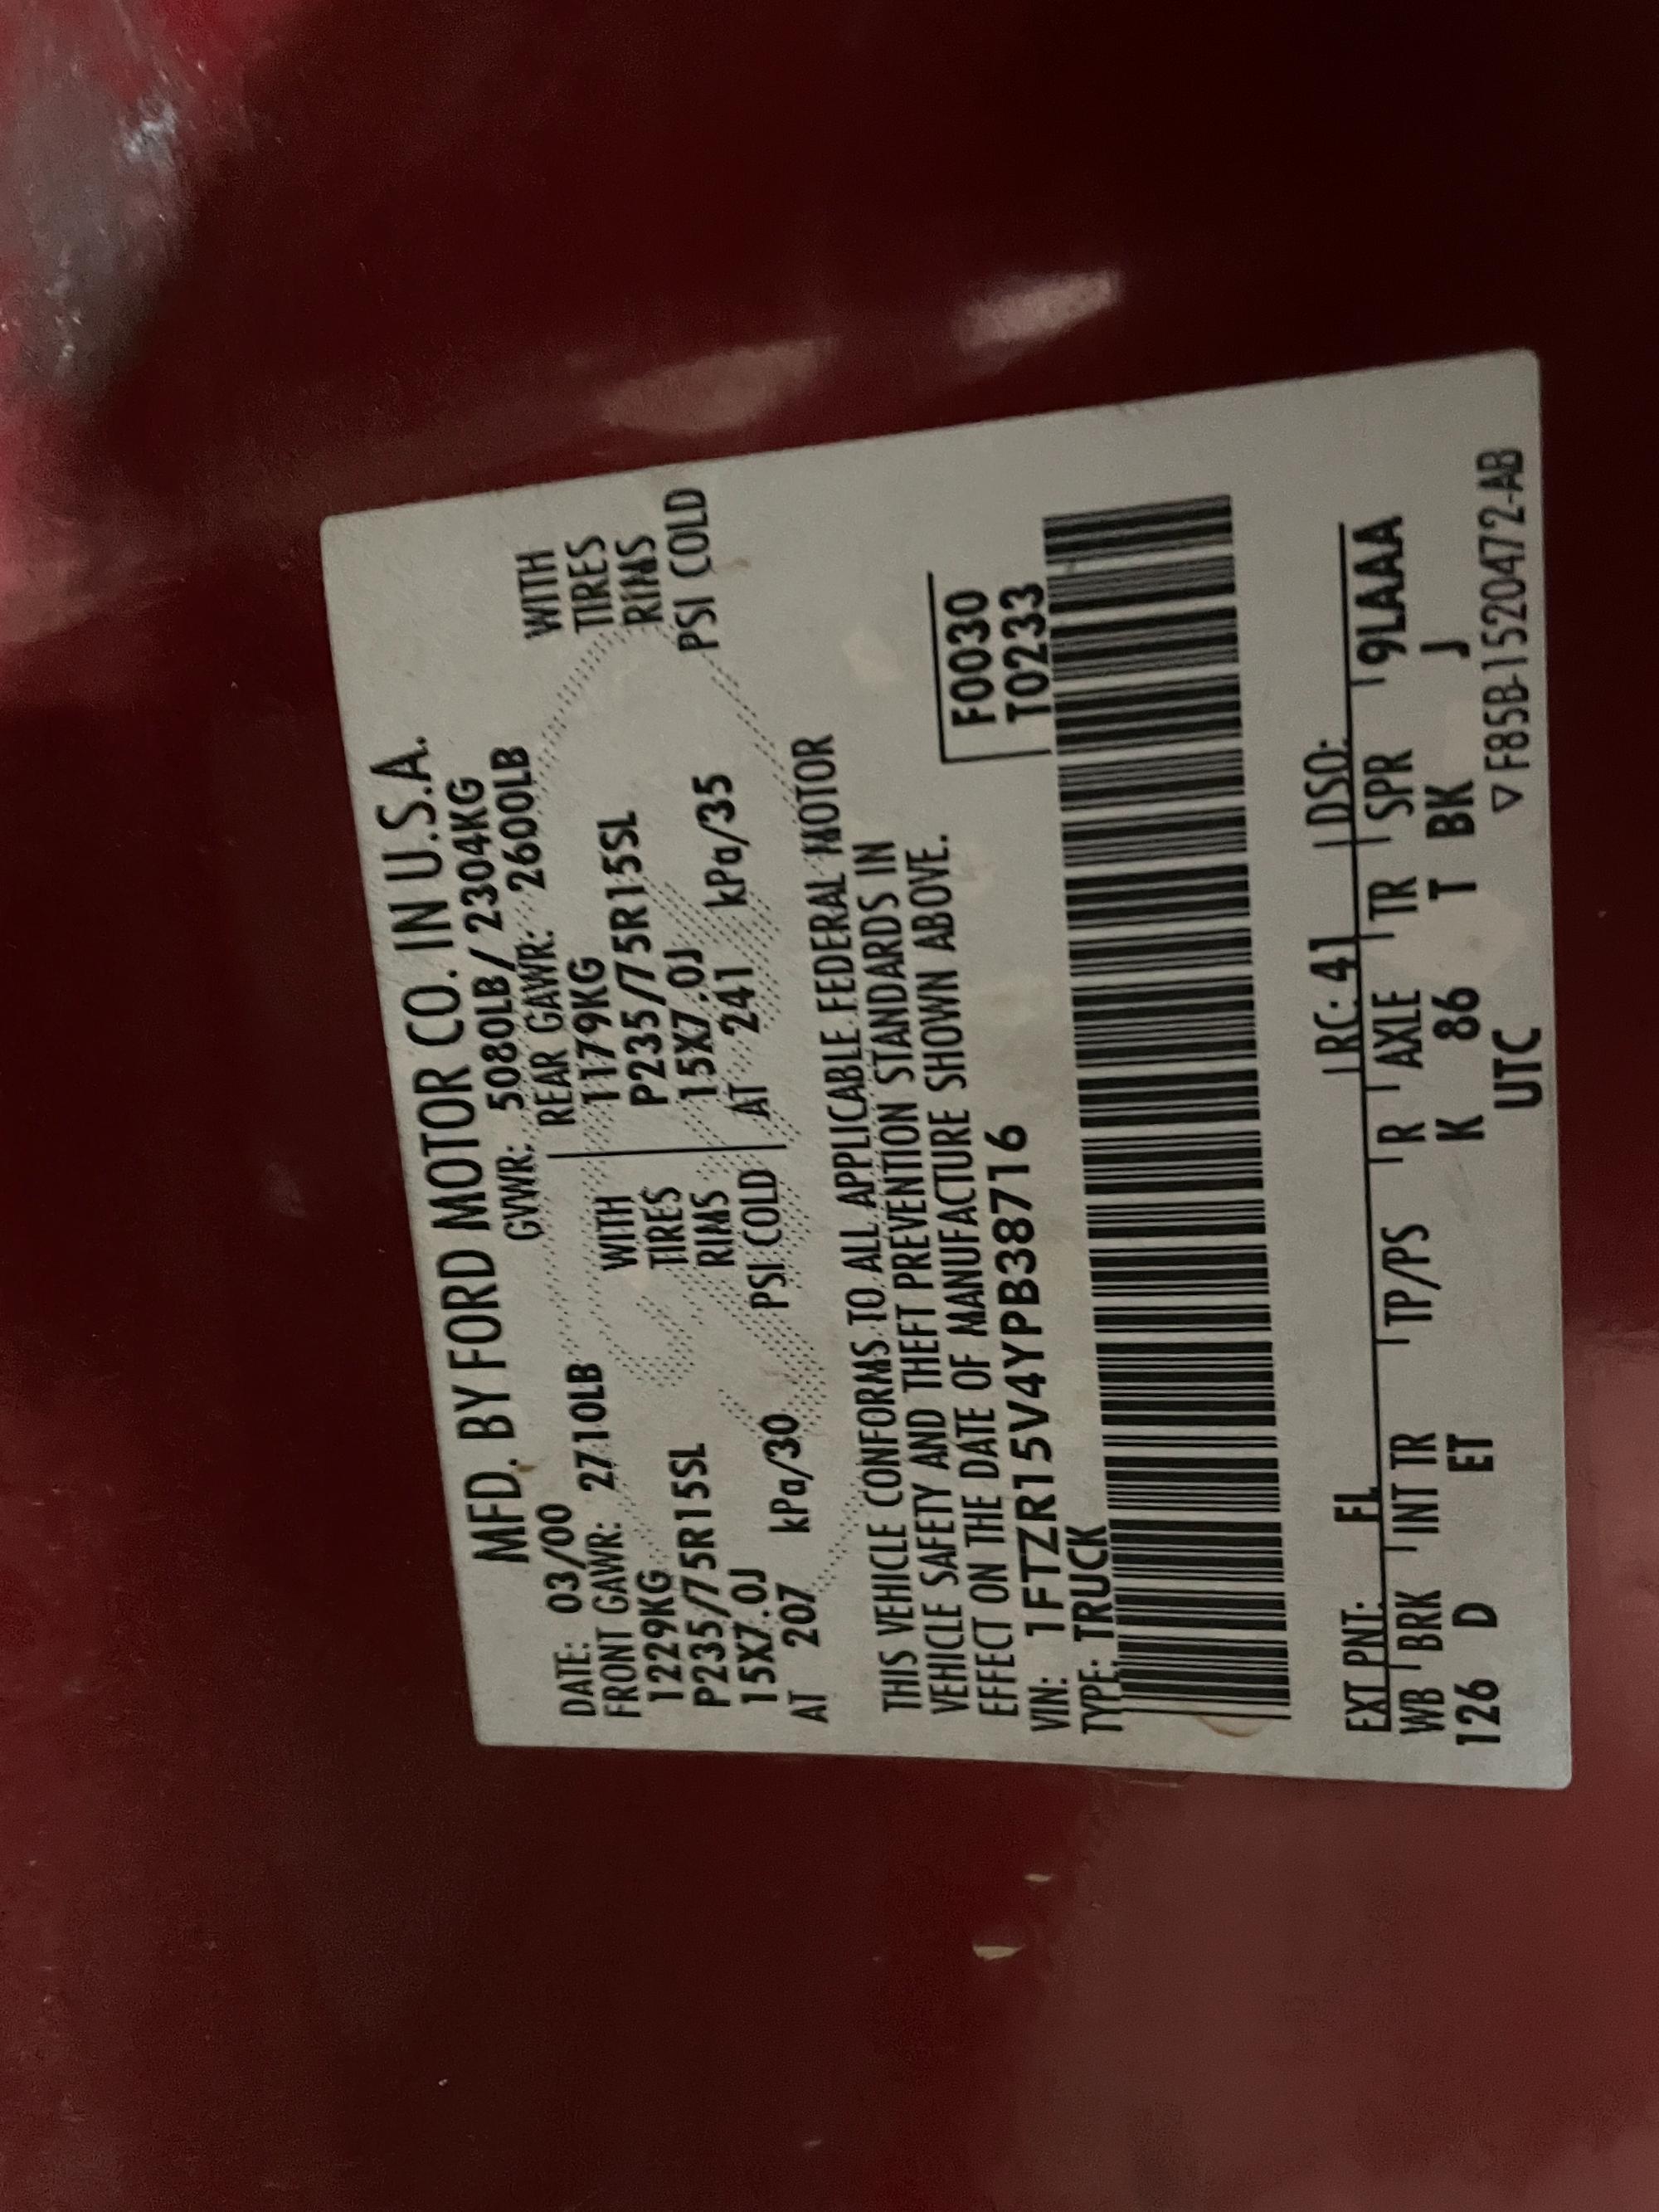 MFD. BY FORD MOTOR CO. IN U.S.A.
DATE: 03/00 GVWR: 5080LB/ 2304KG
FRONT GAWR: 2710LB REAR GAWR: 2600LB
1229KG WITH 1179KG WITH
P235/75R15SL TIRES P235/75R15SL TIRES
15X7.0J RIMS 15X7.0J RIMS
AT 207 kPa/30 PSI COLD AT 241 kPa/35 PSI COLD
THIS VEHICLE CONFORMS TO ALL APPLICABLE FEDERAL MOTOR
VEHICLE SAFETY AND THEFT PREVENTION STANDARDS IN
EFFECT ON THE DATE OF MANUFACTURE SHOWN ABOVE.
VIN: 1FTZR15V4YPB38716 F0030
TYPE: TRUCK T0233
EXT PNT: FL RC: 41 DSO:
WB BRK INT TR TP/PS R AXLE TR SPR 9LAAA
126 D ET K 86 T BK J
UTC
▽ F85B-1520472-AB